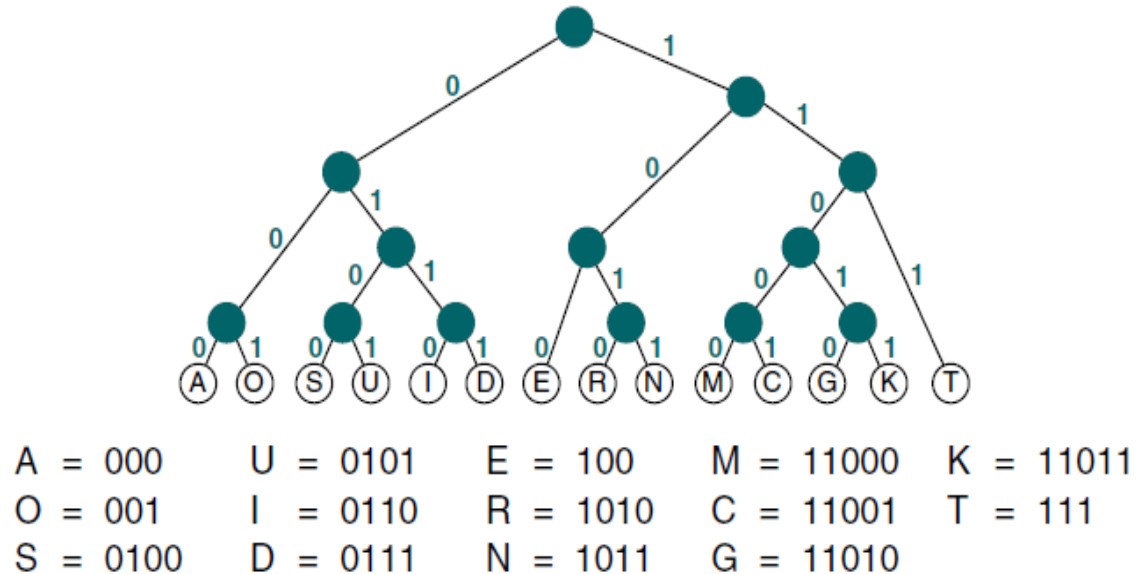 1
0
1
0
1
0
0
1
0
1
0
1
0
1
0 1 0 1 0 1 0 0 1 0 1 0 1
A O S U I D E R N M C G K T
A = 000 U = 0101 E = 100 M = 11000 K = 11011
O = 001 I = 0110 R = 1010 C = 11001 T = 111
S = 0100 D = 0111 N = 1011 G = 11010